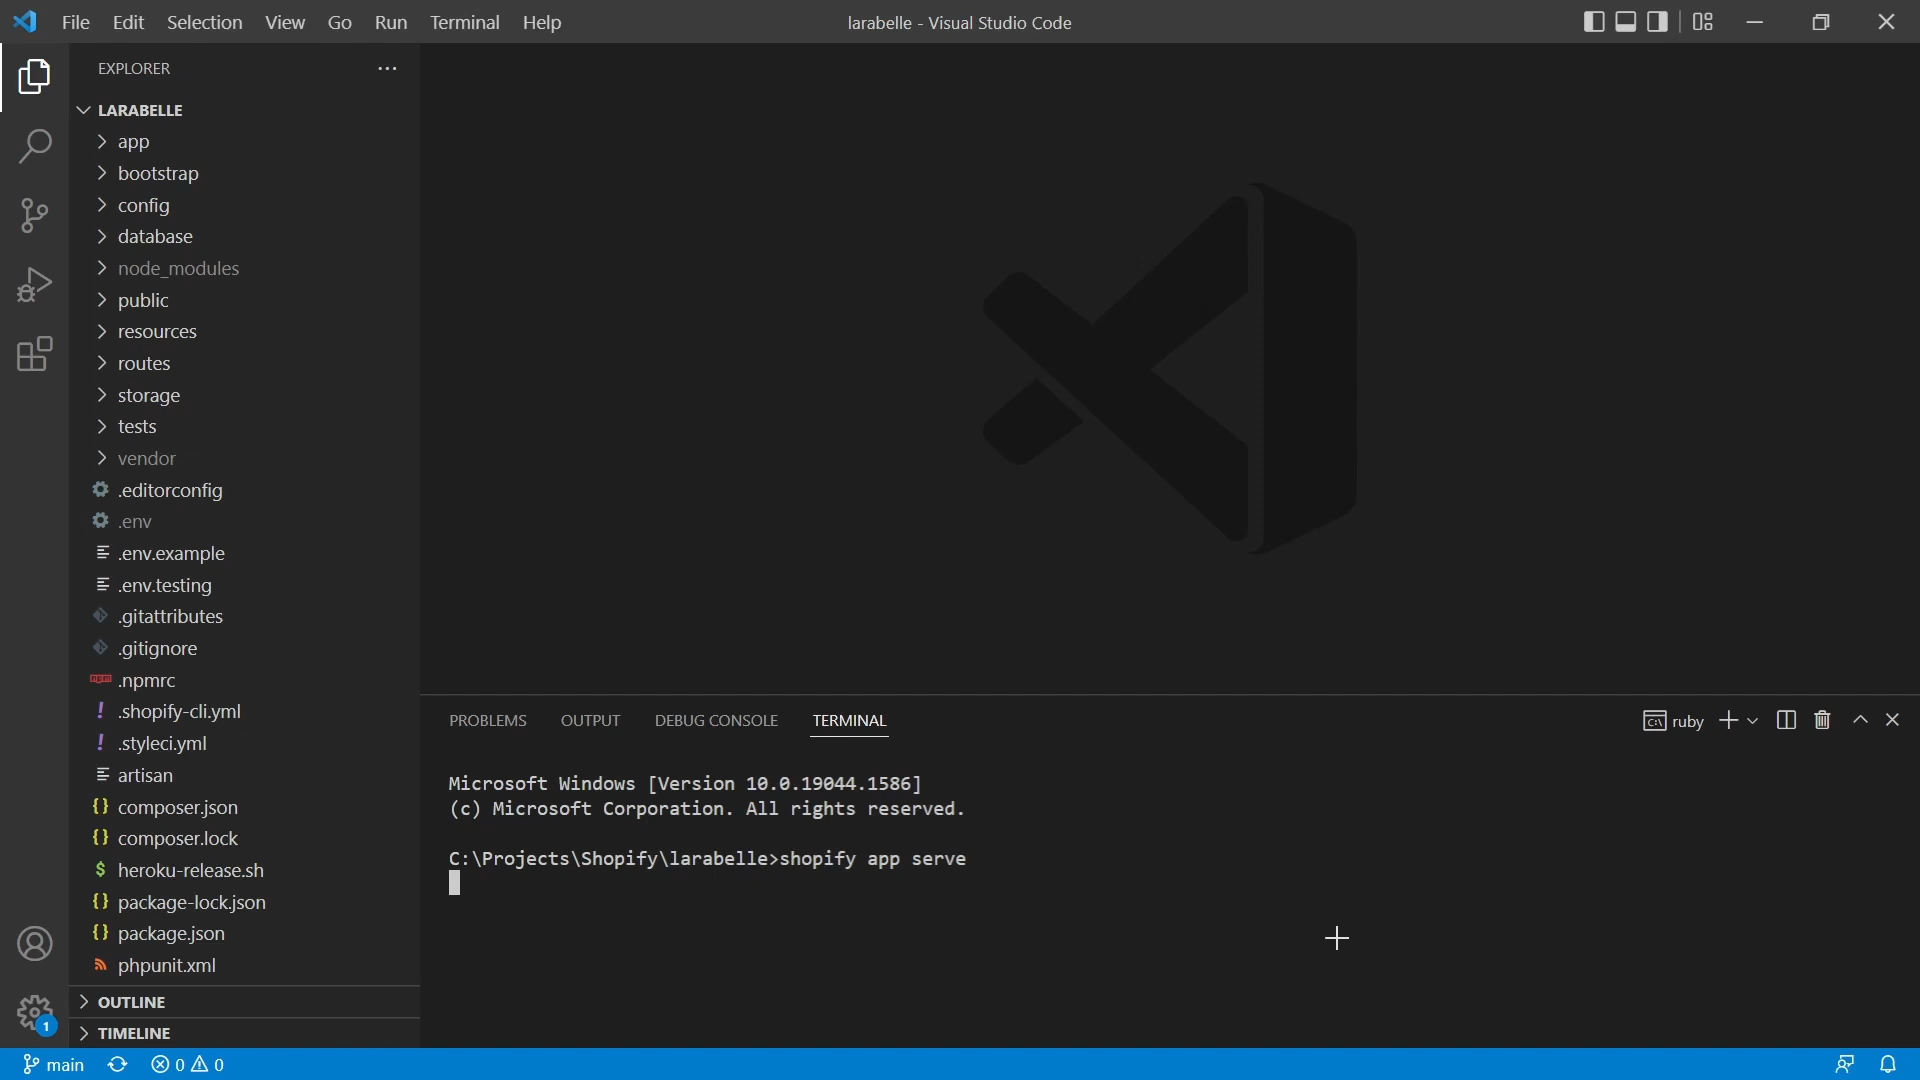 File Edit Selection View Go Run Terminal Help
larabelle - Visual Studio Code
EXPLORER
LARABELLE
app
bootstrap
config
database
node_modules
public
resources
routes
storage
tests
vendor
.editorconfig
.env
.env.example
.env.testing
.gitattributes
.gitignore
npm .npmrc
! .shopify-cli.yml
! .styleci.yml
artisan
{} composer.json
{} composer.lock
$ heroku-release.sh
{} package-lock.json
{} package.json
phpunit.xml
OUTLINE
TIMELINE
PROBLEMS OUTPUT DEBUG CONSOLE TERMINAL
ruby
Microsoft Windows [Version 10.0.19044.1586]
(c) Microsoft Corporation. All rights reserved.
C:\Projects\Shopify\larabelle>shopify app serve
1
main 0 0